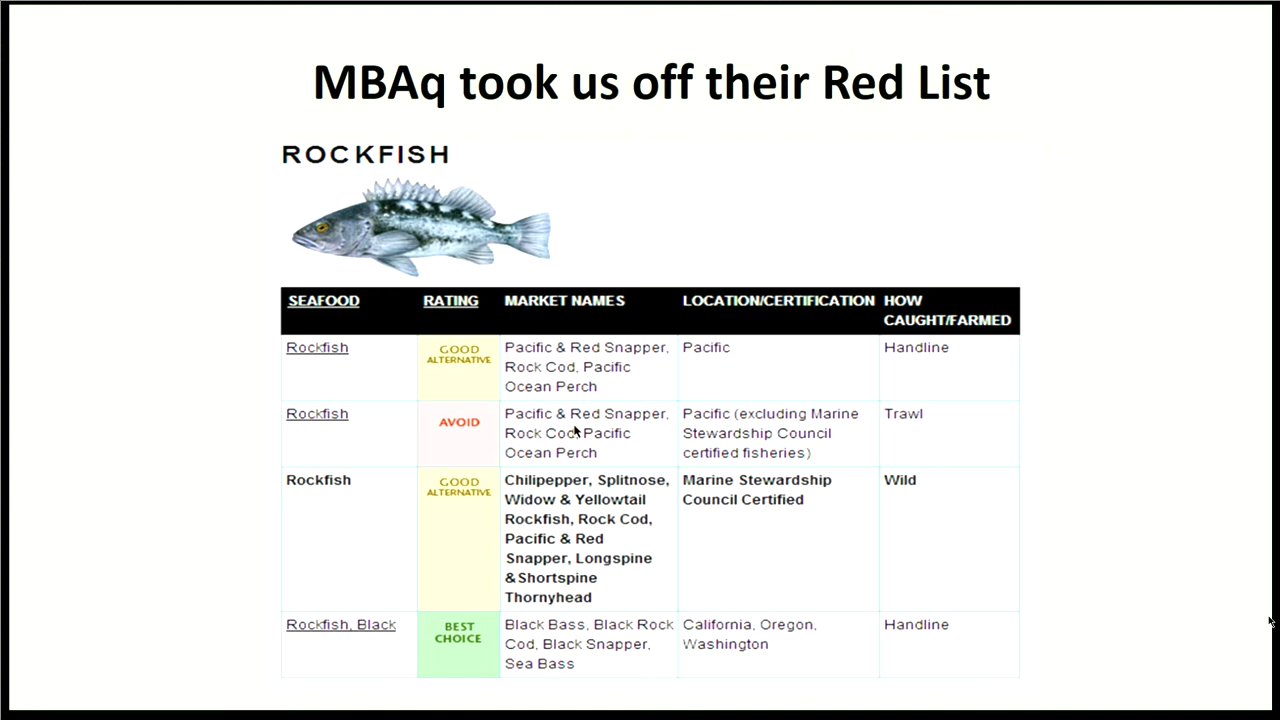 MBAq took us off their Red List
ROCKFISH
SEAFOOD RATING MARKET NAMES LOCATION/CERTIFICATION HOW
CAUGHT/FARMED
Rockfish GOOD ALTERNATIVE Pacific & Red Snapper, Pacific Handline
Rock Cod, Pacific
Ocean Perch
Rockfish AVOID Pacific & Red Snapper, Pacific (excluding Marine Trawl
Rock Cod, Pacific Stewardship Council
Ocean Perch certified fisheries)
Rockfish GOOD ALTERNATIVE Chilipepper, Splitnose, Marine Stewardship Wild
Widow & Yellowtail Council Certified
Rockfish, Rock Cod,
Pacific & Red
Snapper, Longspine
& Shortspine
Thornyhead
Rockfish, Black BEST CHOICE Black Bass, Black Rock California, Oregon, Handline
Cod, Black Snapper, Washington
Sea Bass